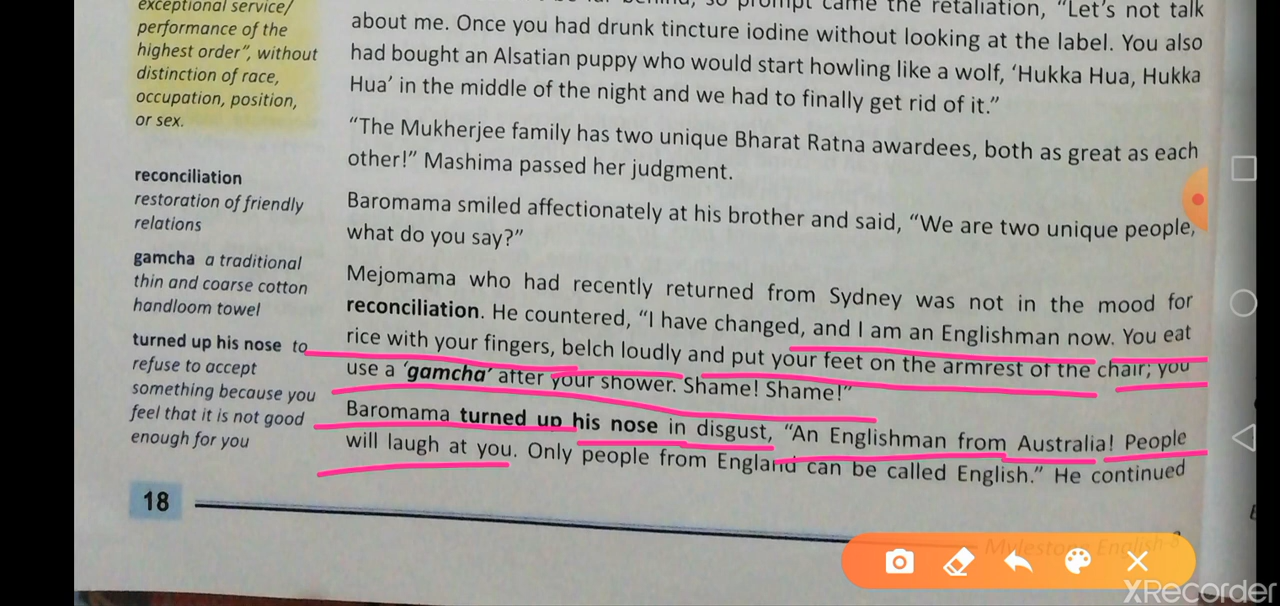 exceptional service/
performance of the
highest order", without
distinction of race,
occupation, position,
or sex.
reconciliation
restoration of friendly
relations
gamcha a traditional
thin and coarse cotton
handloom towel
turned up his nose to
refuse to accept
something because you
feel that it is not good
enough for you
so prompt came the retaliation, "Let's not talk
about me. Once you had drunk tincture iodine without looking at the label. You also
had bought an Alsatian puppy who would start howling like a wolf, 'Hukka Hua, Hukka
Hua' in the middle of the night and we had to finally get rid of it."
"The Mukherjee family has two unique Bharat Ratna awardees, both as great as each
other!" Mashima passed her judgment.
Baromama smiled affectionately at his brother and said, "We are two unique people,
what do you say?"
Mejomama who had recently returned from Sydney was not in the mood for
reconciliation. He countered, "I have changed, and I am an Englishman now. You eat
rice with your fingers, belch loudly and put your feet on the armrest of the chair; you
use a 'gamcha' after your shower. Shame! Shame!"
Baromama turned up his nose in disgust, "An Englishman from Australia! People
will laugh at you. Only people from England can be called English." He continued
18
Mylestone English-8
XRecorder